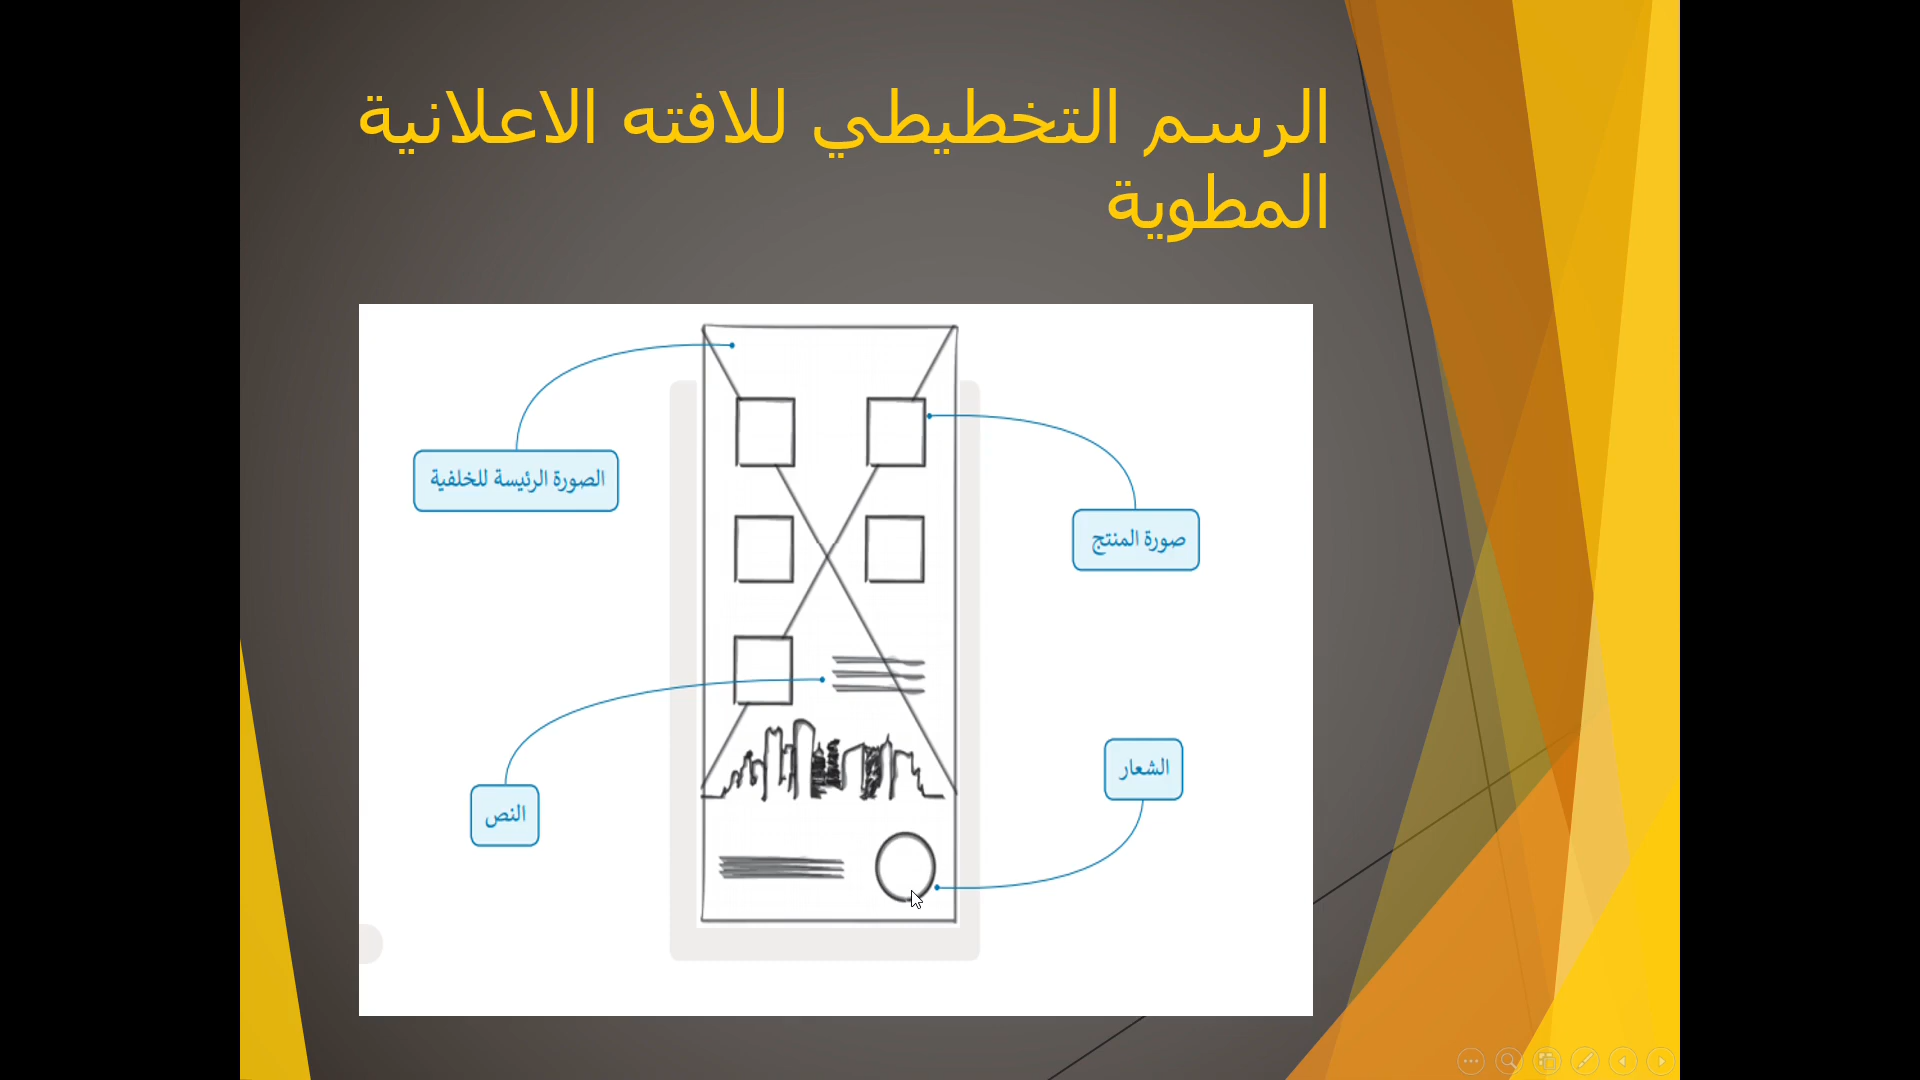 الرسم التخطيطي للافته الاعلانية
المطوية
الصورة الرئيسة للخلفية
صورة المنتج
النص
الشعار